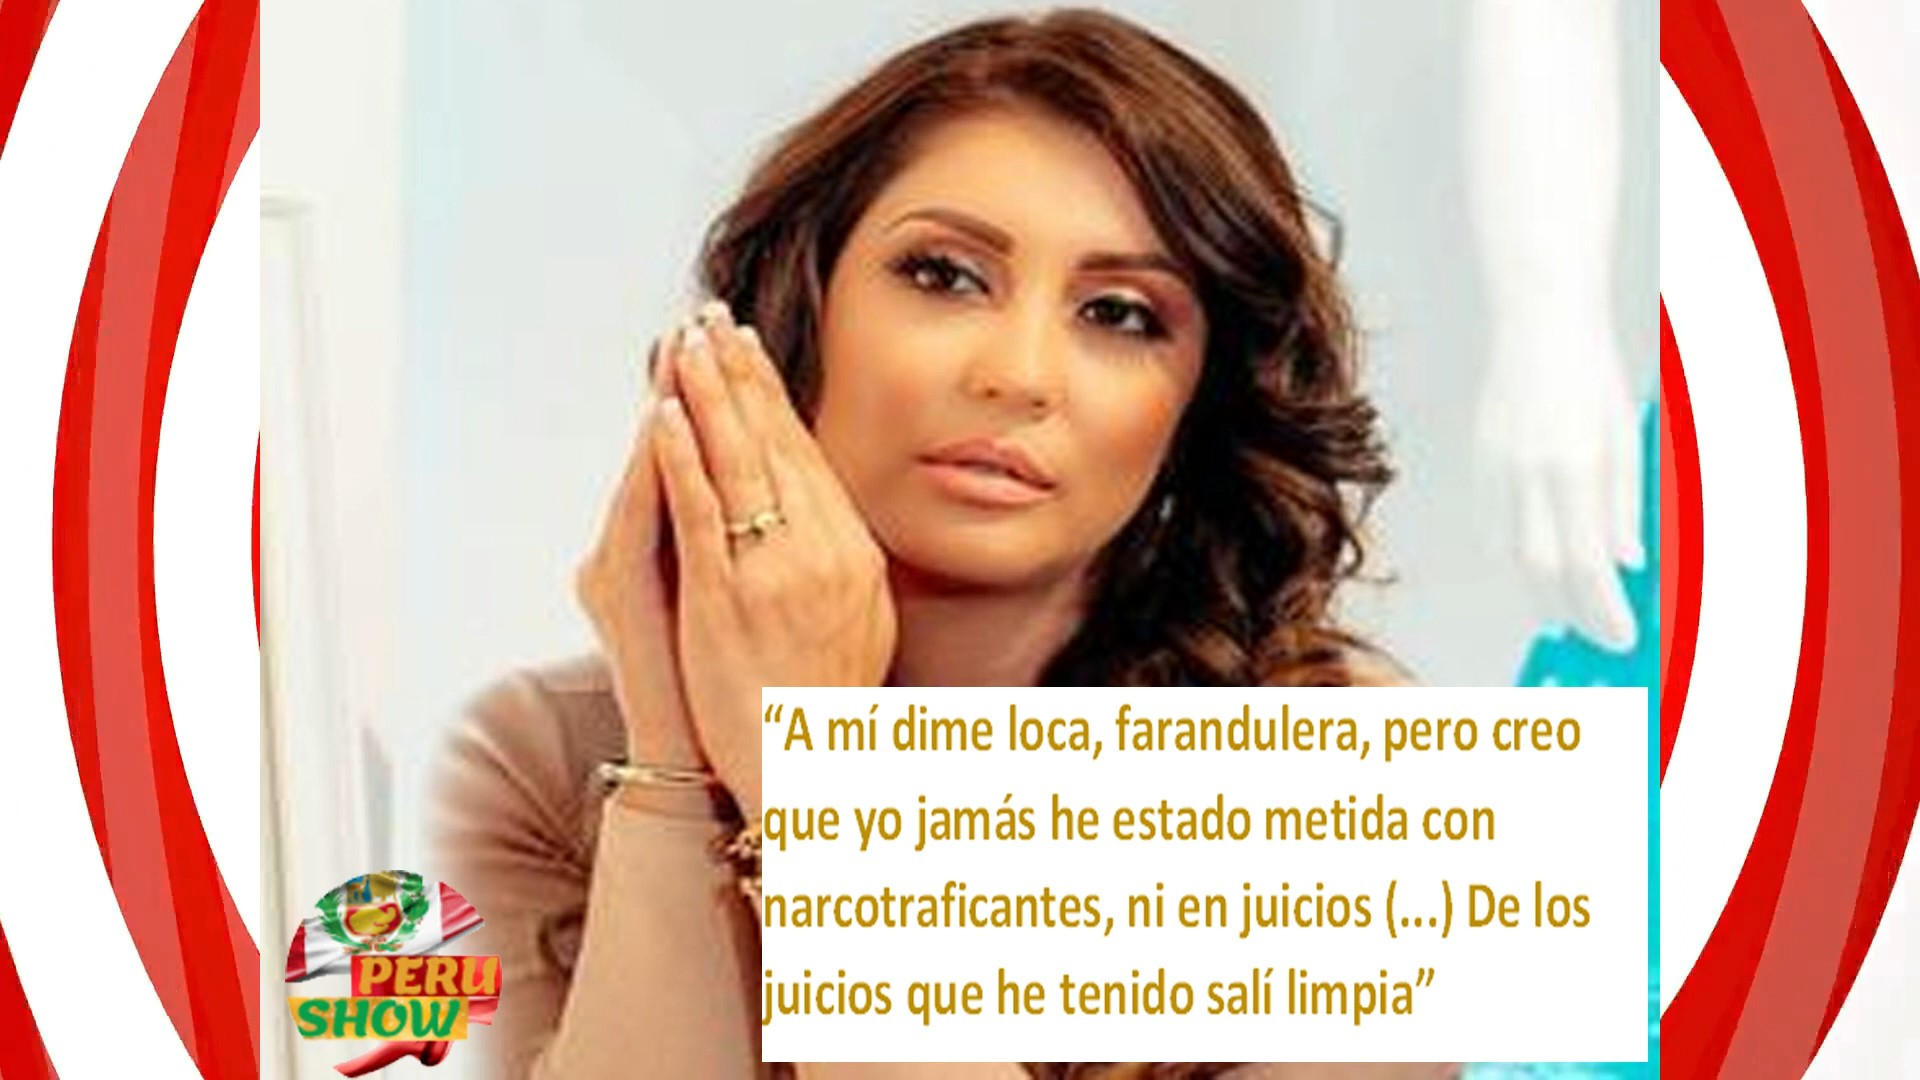 “A mí dime loca, farandulera, pero creo
que yo jamás he estado metida con
narcotraficantes, ni en juicios (...) De los
juicios que he tenido salí limpia”
PERU
SHOW